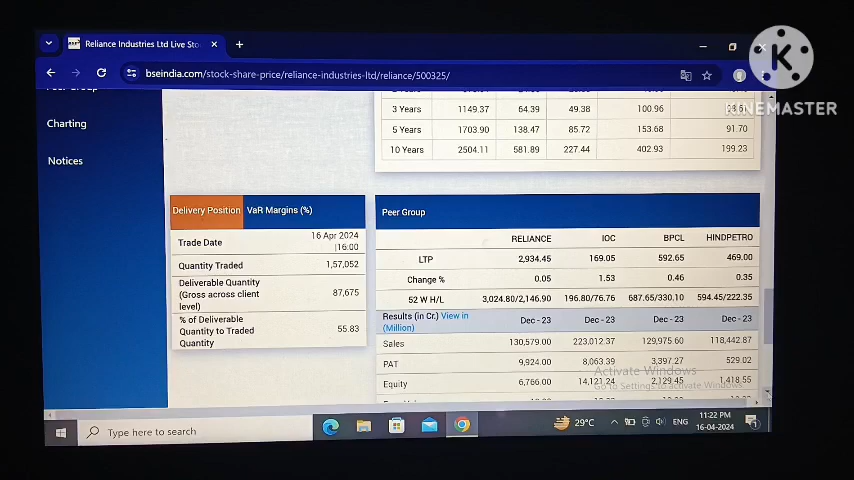 Reliance Industries Ltd Live Sto
bseindia.com/stock-share-price/reliance-industries-ltd/reliance/500325/
KINEMASTER
Charting
Notices
3 Years 1149.37 64.39 49.38 100.96
5 Years 1703.90 138.47 85.72 153.68 91.70
10 Years 2504.11 581.89 227.44 402.93 199.23
Delivery Position VaR Margins (%)
Trade Date 16 Apr 2024
|16:00
Quantity Traded 1,57,052
Deliverable Quantity
(Gross across client 87,675
level)
% of Deliverable
Quantity to Traded 55.83
Quantity
Peer Group
RELIANCE IOC BPCL HINDPETRO
LTP 2,934.45 169.05 592.65 469.00
Change % 0.05 1.53 0.46 0.35
52 W H/L 3,024.80/2,146.90 196.80/76.76 687.65/330.10 594.45/222.35
Results (in Cr.) View in Dec - 23 Dec - 23 Dec - 23 Dec - 23
(Million)
Sales 130,579.00 223,012.37 129,975.60 118,442.87
PAT 9,924.00 8,063.39 3,397.27 529.02
Equity 6,766.00 14,121.24 2,129.45 1,418.55
Activate Windows
Go to Settings to activate Windows.
Type here to search
29°C
ENG
11:22 PM
16-04-2024